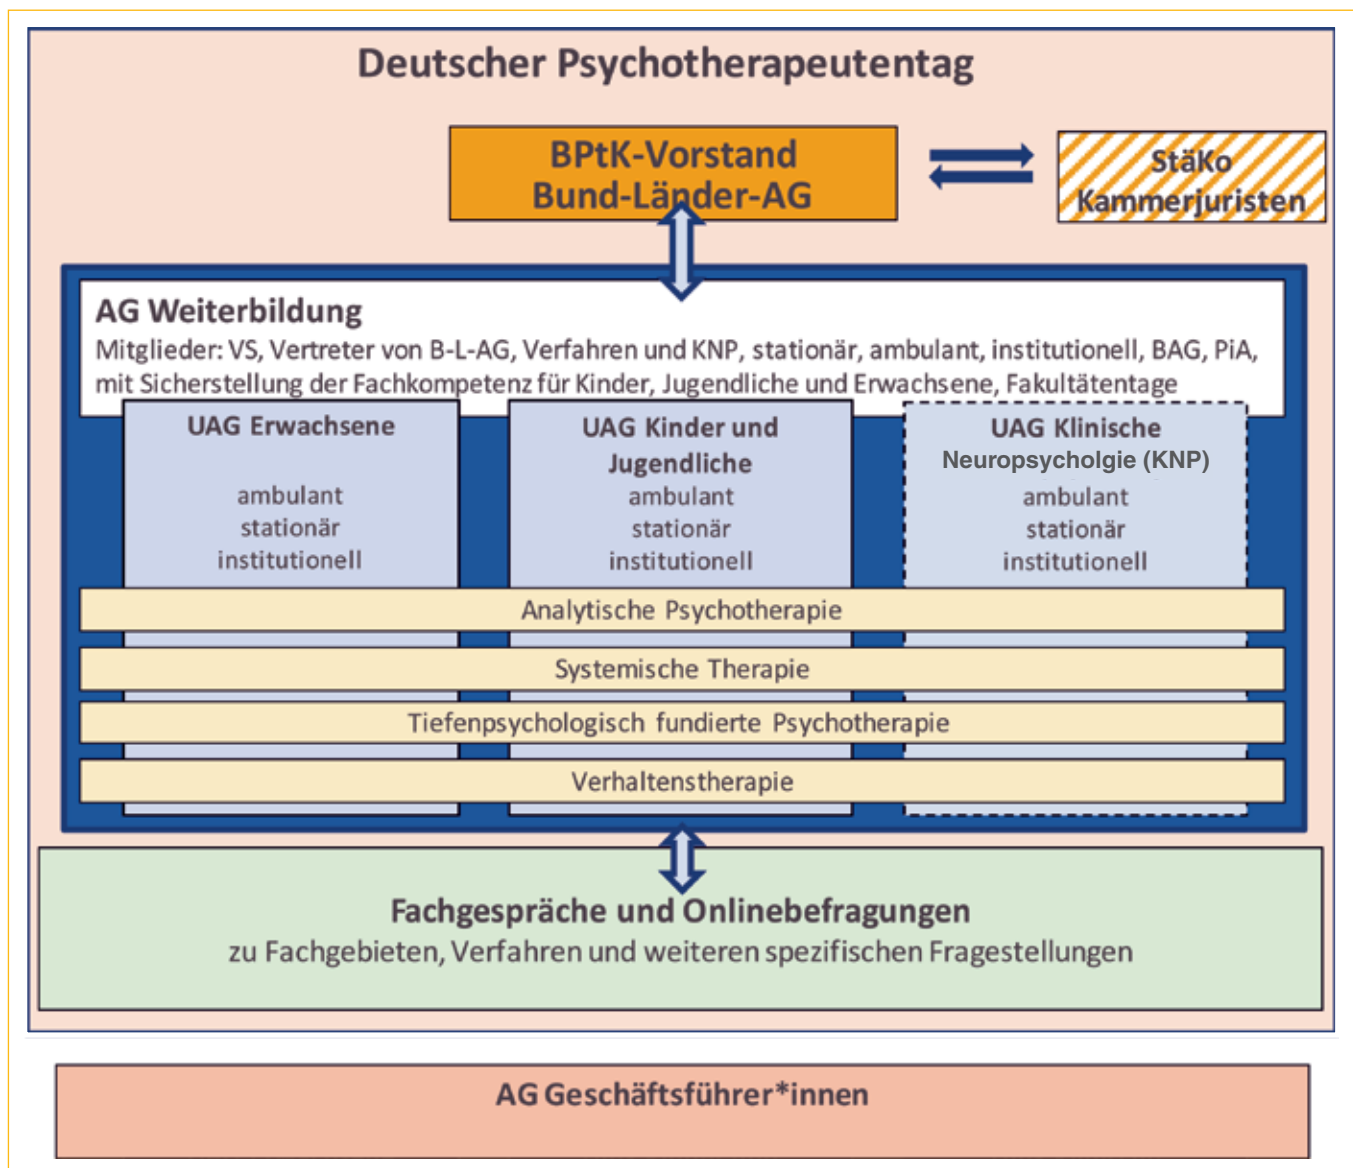 Deutscher Psychotherapeutentag
BPtK-Vorstand
Bund-Länder-AG
StäKo
Kammerjuristen
AG Weiterbildung
Mitglieder: VS, Vertreter von B-L-AG, Verfahren und KNP, stationär, ambulant, institutionell, BAG, PiA,
mit Sicherstellung der Fachkompetenz für Kinder, Jugendliche und Erwachsene, Fakultätentage
UAG Erwachsene
ambulant
stationär
institutionell
UAG Kinder und
Jugendliche
ambulant
stationär
institutionell
UAG Klinische
Neuropsycholgie (KNP)
ambulant
stationär
institutionell
Analytische Psychotherapie
Systemische Therapie
Tiefenpsychologisch fundierte Psychotherapie
Verhaltenstherapie
Fachgespräche und Onlinebefragungen
zu Fachgebieten, Verfahren und weiteren spezifischen Fragestellungen
AG Geschäftsführer*innen